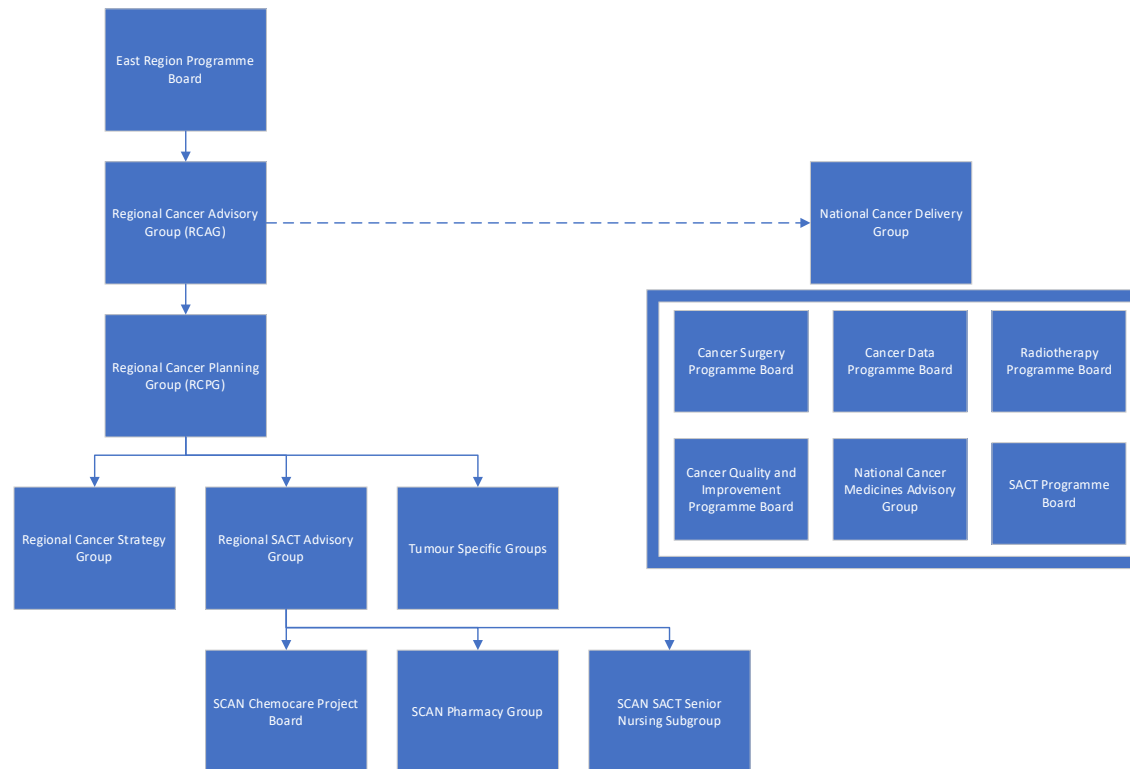 East Region Programme
Board
Regional Cancer Advisory
Group (RCAG)
National Cancer Delivery
Group
Regional Cancer Planning
Group (RCPG)
Cancer Surgery
Programme Board
Cancer Data
Programme Board
Radiotherapy
Programme Board
Cancer Quality and
Improvement
Programme Board
National Cancer
Medicines Advisory
Group
SACT Programme
Board
Regional Cancer Strategy
Group
Regional SACT Advisory
Group
Tumour Specific Groups
SCAN Chemocare Project
Board
SCAN Pharmacy Group
SCAN SACT Senior
Nursing Subgroup